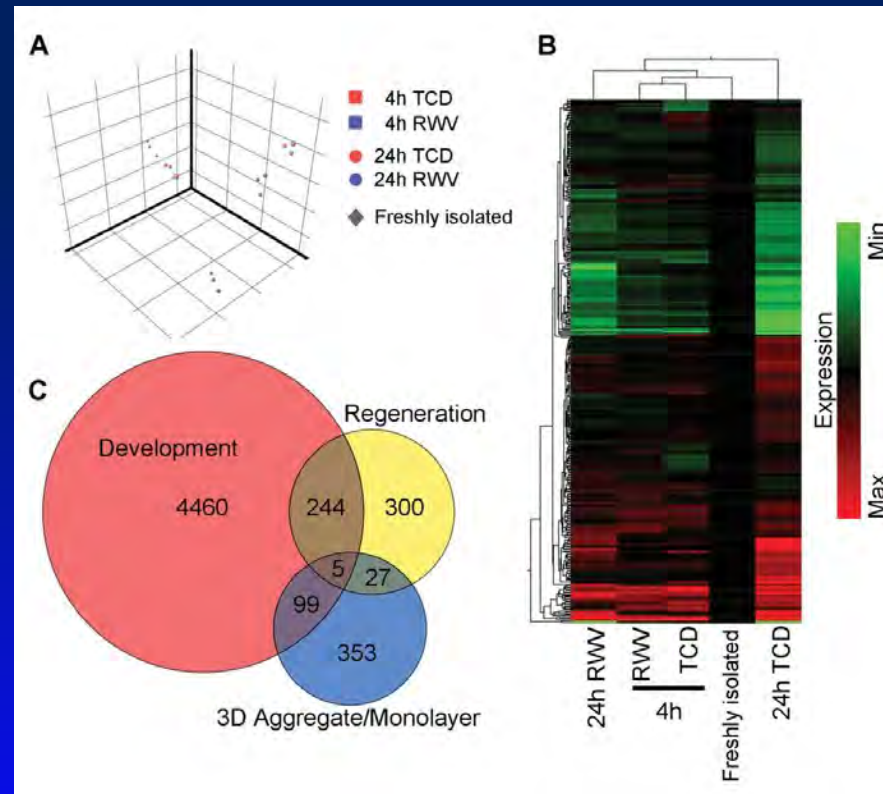 A
4h TCD
4h RWV
24h TCD
24h RWV
Freshly isolated
B
Min
Expression
Max
24h RWV
RWV
TCD
4h
Freshly isolated
24h TCD
C
Development
Regeneration
4460
244
300
5
27
99
353
3D Aggregate/Monolayer